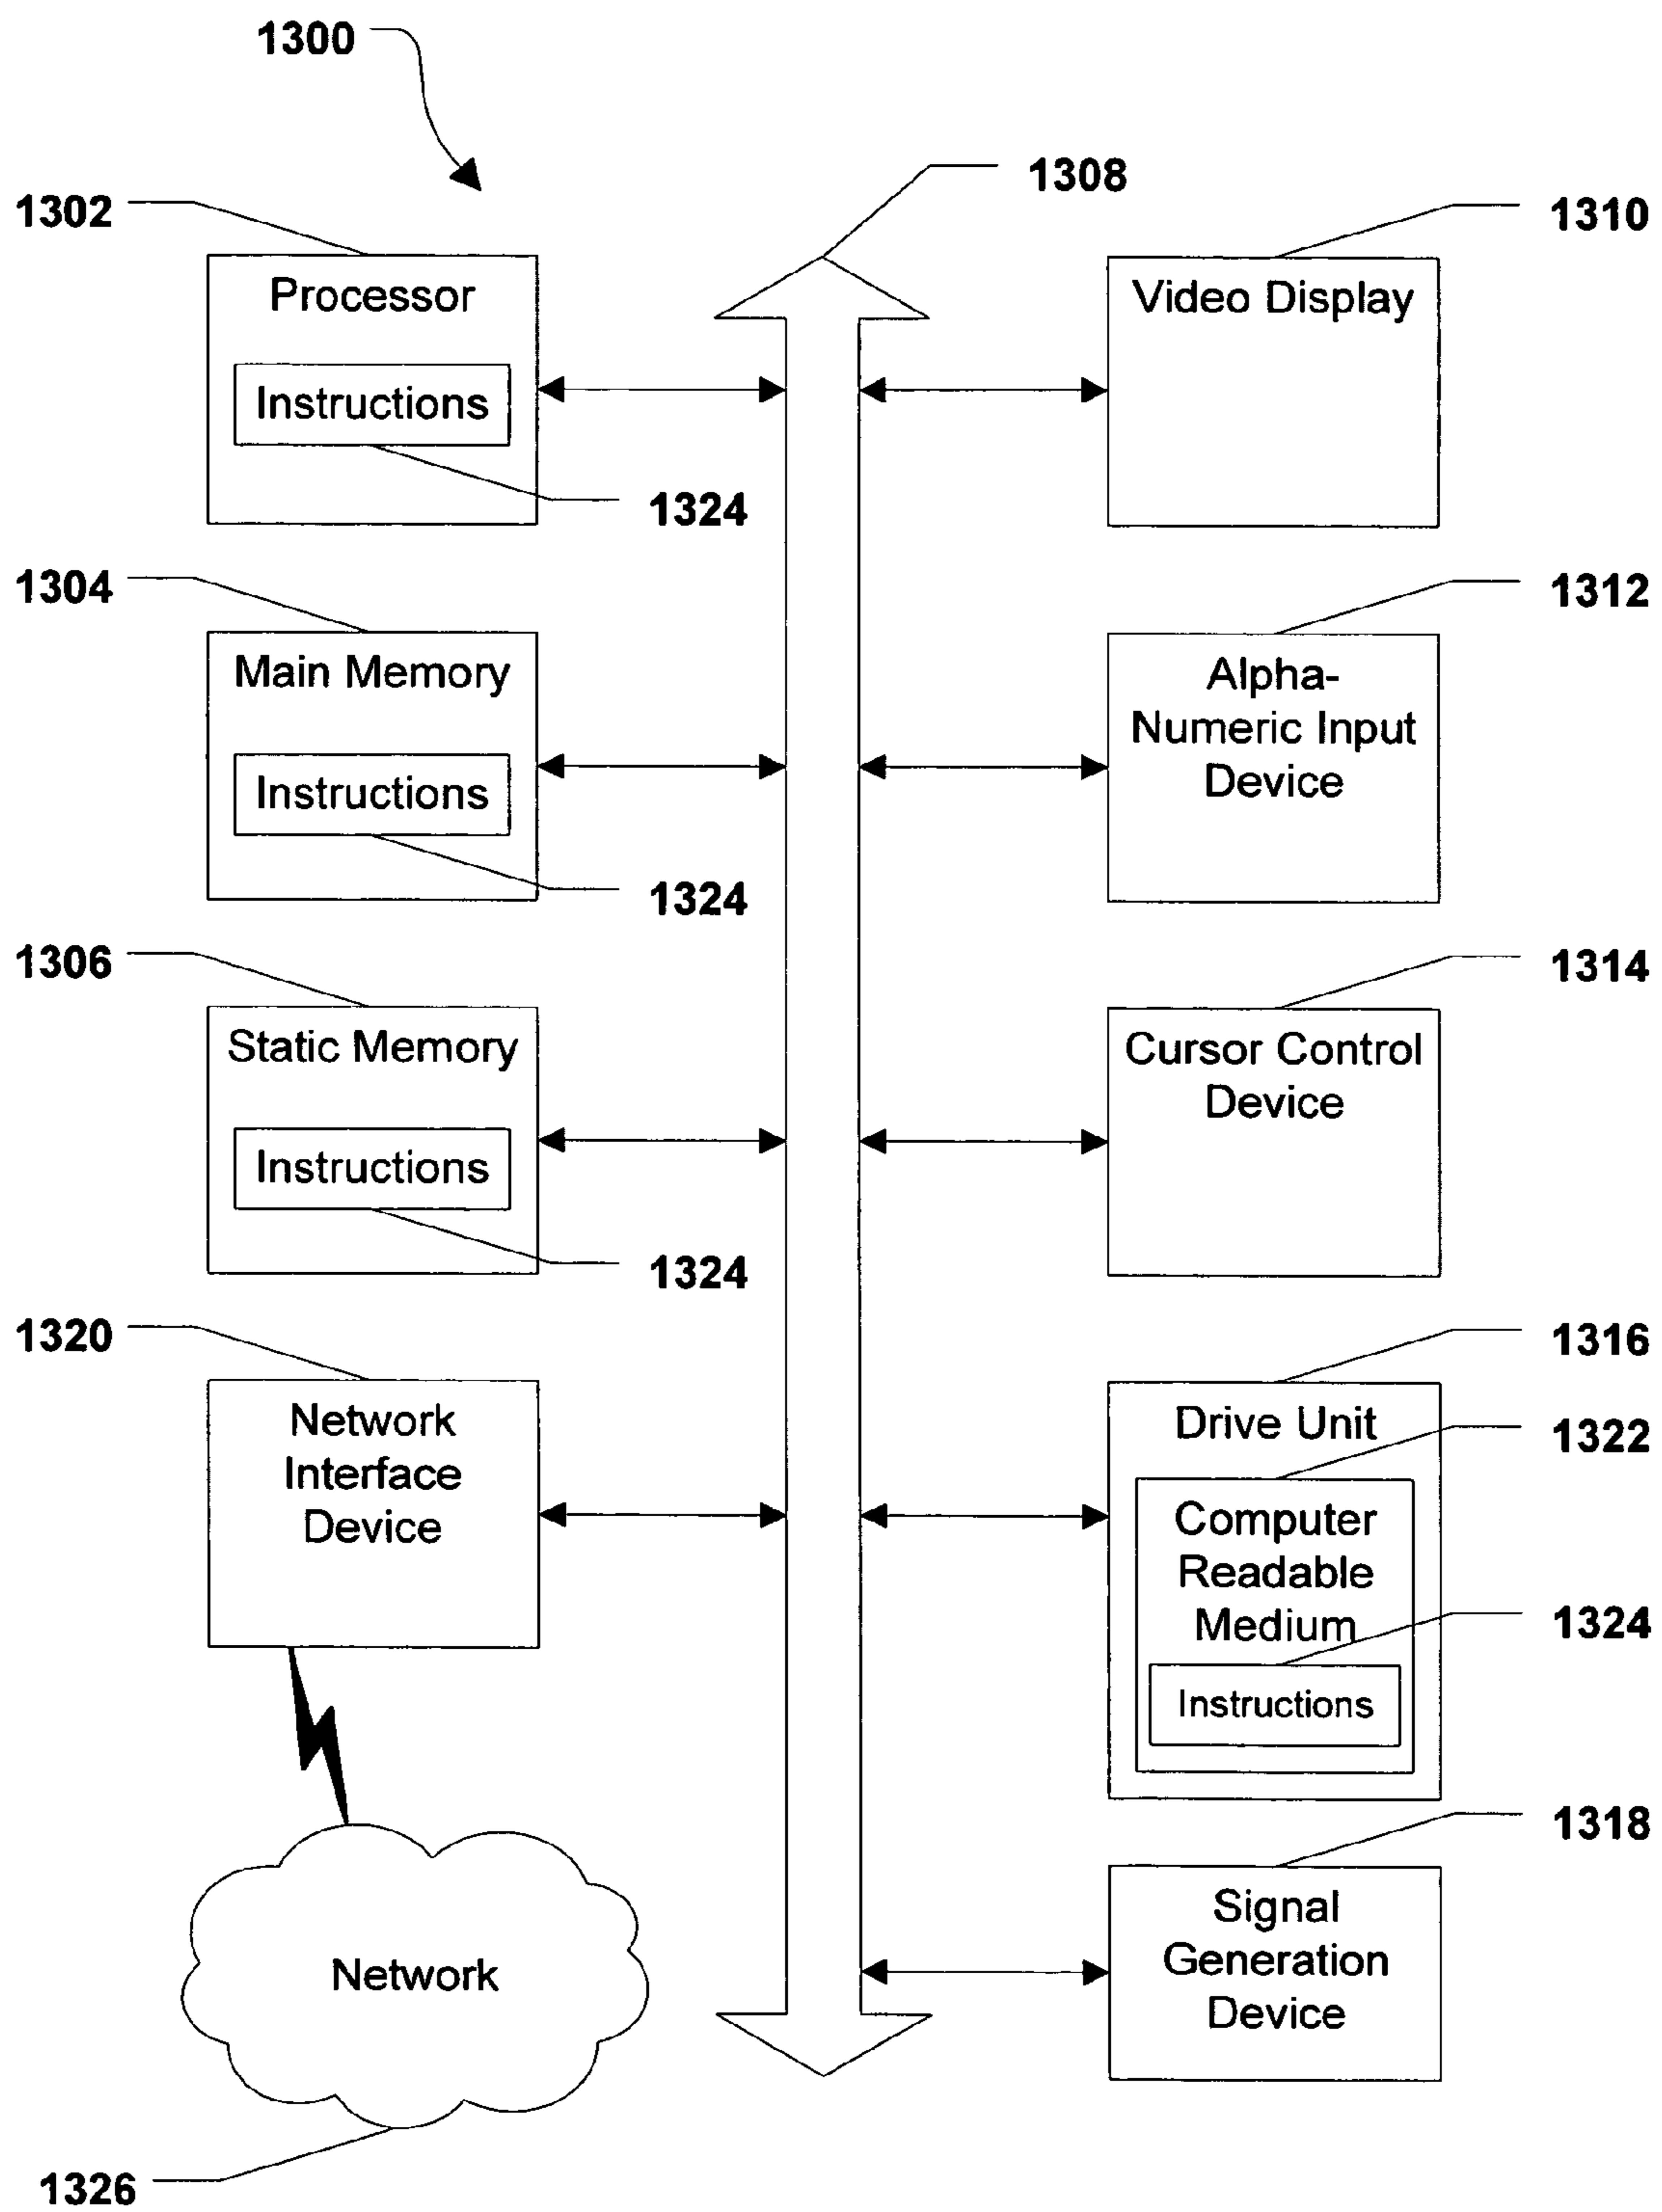 1300
1308
1302
1310
Processor
Video Display
Instructions
1324
1304
1312
Main Memory
Alpha-
Numeric Input
Device
Instructions
1324
1306
1314
Static Memory
Cursor Control
Device
Instructions
1324
1320
1316
Network
Interface
Device
Drive Unit
1322
Computer
Readable
Medium
1324
Instructions
1318
Signal
Generation
Device
Network
1326